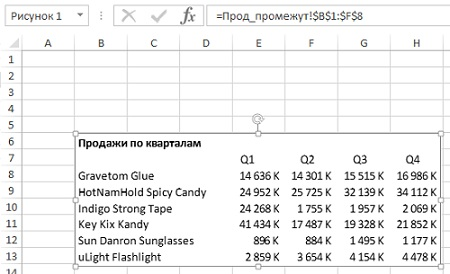 Рисунок 1 fx =Прод_промежут!$B$1:$F$8
A B C D E F G H
1
2
3
4
5
6 Продажи по кварталам
7 Q1 Q2 Q3 Q4
8 Gravetom Glue 14 636 K 14 301 K 15 515 K 16 986 K
9 HotNamHold Spicy Candy 24 952 K 25 725 K 32 139 K 34 112 K
10 Indigo Strong Tape 24 268 K 1 755 K 1 957 K 2 069 K
11 Key Kix Kandy 41 434 K 17 487 K 19 328 K 21 852 K
12 Sun Danron Sunglasses 896 K 884 K 1 495 K 1 177 K
13 uLight Flashlight 2 859 K 3 654 K 4 154 K 4 478 K